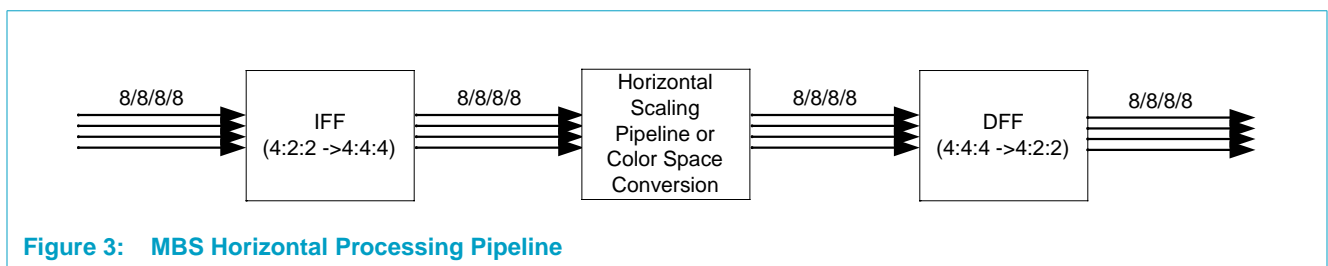 8/8/8/8
IFF
(4:2:2 ->4:4:4)
8/8/8/8
Horizontal
Scaling
Pipeline or
Color Space
Conversion
8/8/8/8
DFF
(4:4:4 ->4:2:2)
8/8/8/8
Figure 3: MBS Horizontal Processing Pipeline